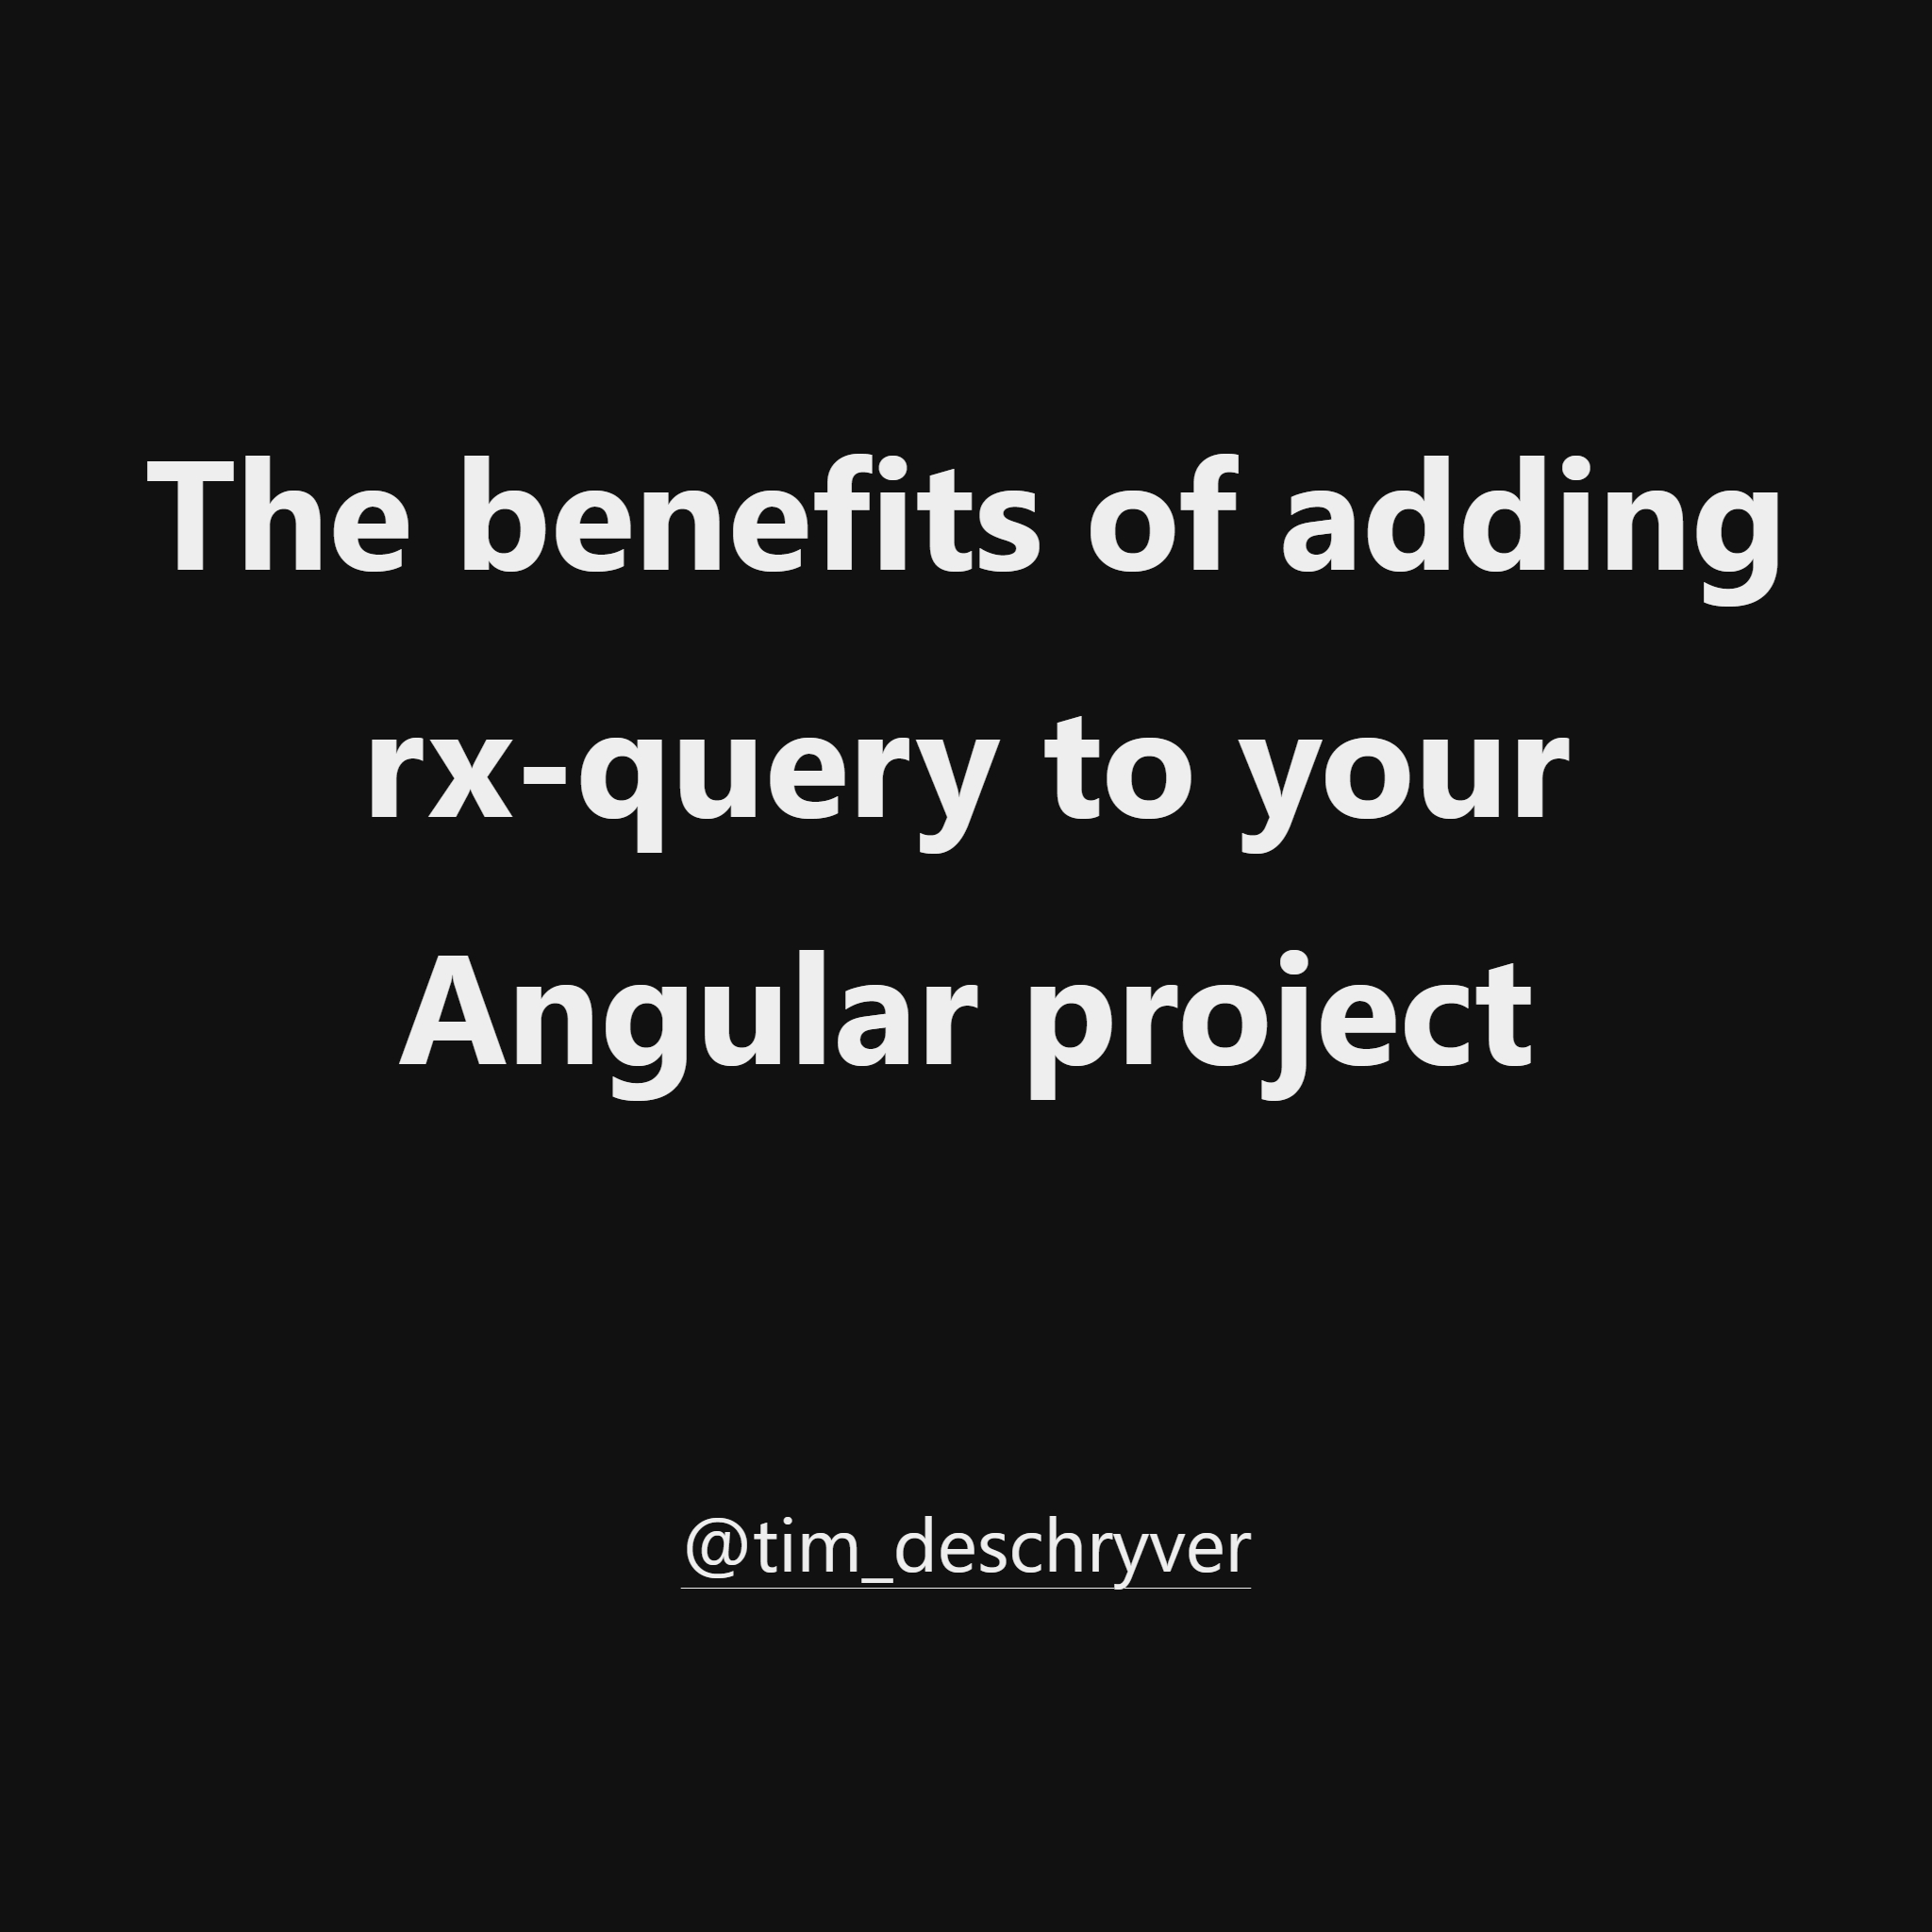 The benefits of adding
rx-query to your
Angular project
@tim_deschryver